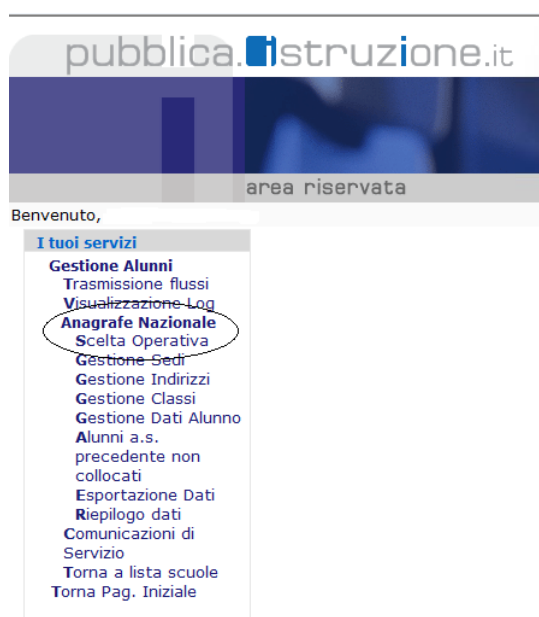 pubblica.istruzione.it
area riservata
Benvenuto,
I tuoi servizi
Gestione Alunni
Trasmissione flussi
Visualizzazione Log
Anagrafe Nazionale
Scelta Operativa
Gestione Sedi
Gestione Indirizzi
Gestione Classi
Gestione Dati Alunno
Alunni a.s.
precedente non
collocati
Esportazione Dati
Riepilogo dati
Comunicazioni di
Servizio
Torna a lista scuole
Torna Pag. Iniziale